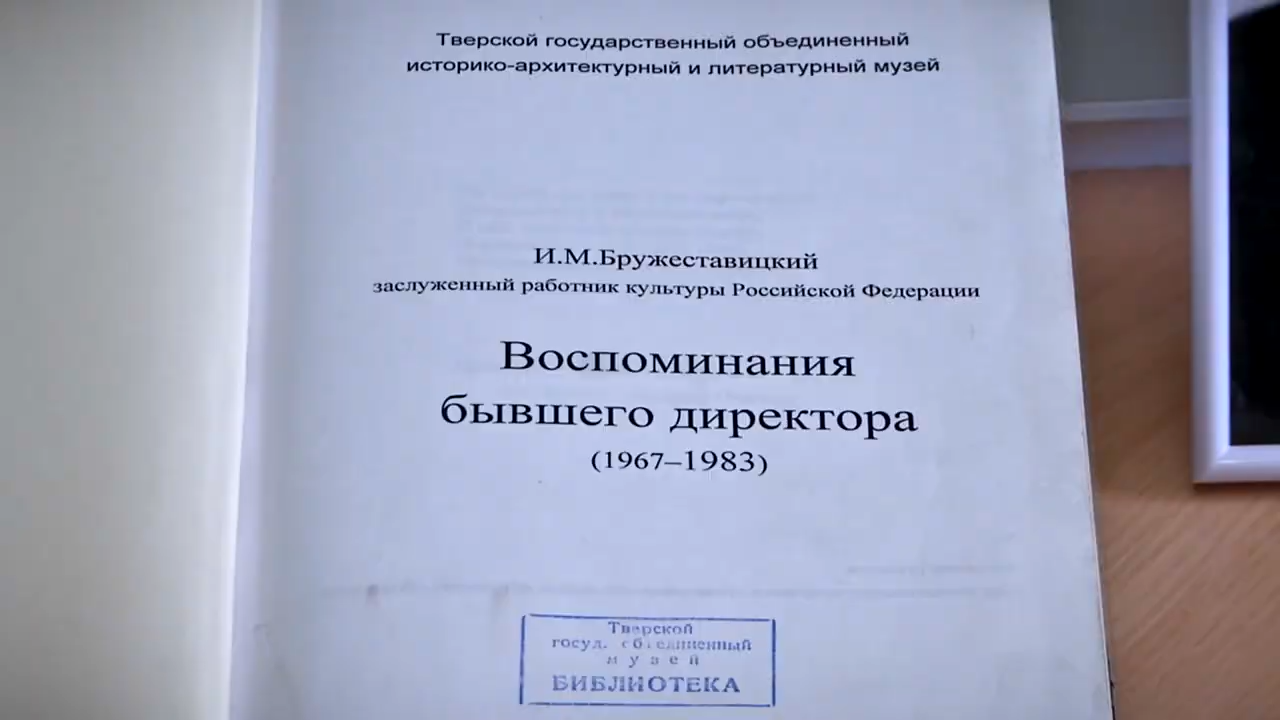 Тверской государственный объединенный
историко-архитектурный и литературный музей
И.М.Бружеставицкий
заслуженный работник культуры Российской Федерации
Воспоминания
бывшего директора
(1967–1983)
Тверской
госуд. объединенный
музей
БИБЛИОТЕКА